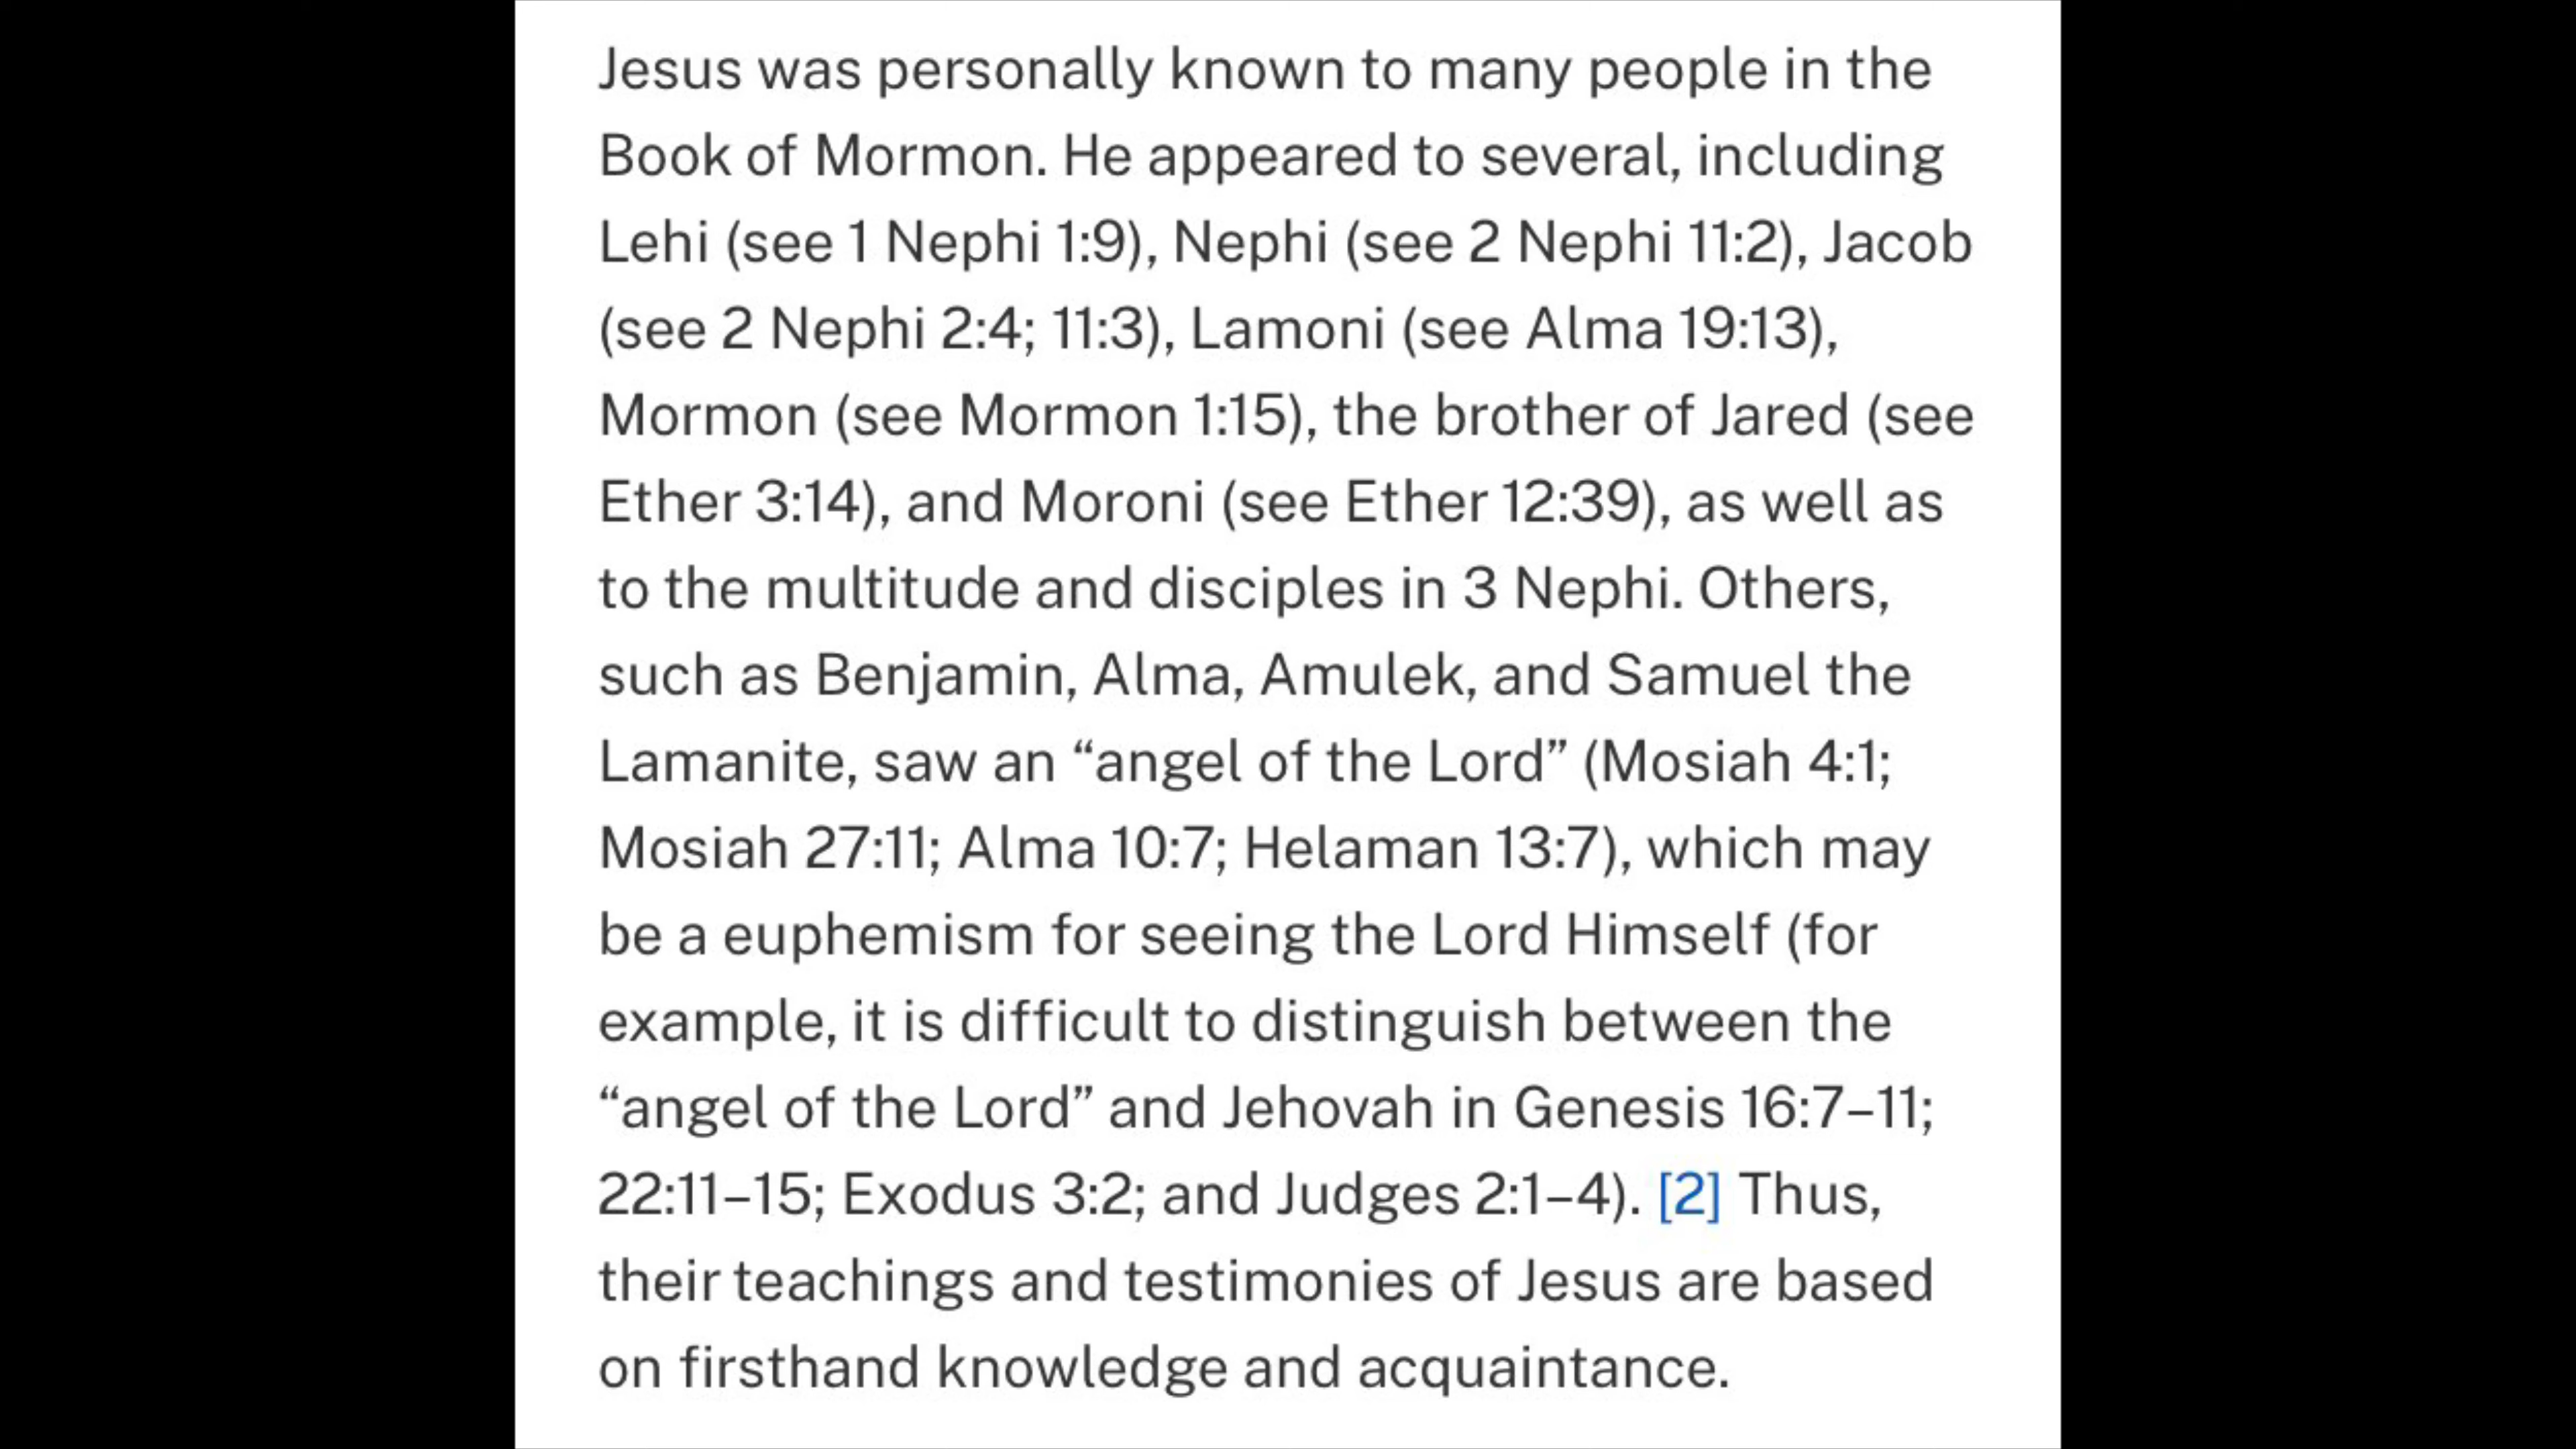 Jesus was personally known to many people in the
Book of Mormon. He appeared to several, including
Lehi (see 1 Nephi 1:9), Nephi (see 2 Nephi 11:2), Jacob
(see 2 Nephi 2:4; 11:3), Lamoni (see Alma 19:13),
Mormon (see Mormon 1:15), the brother of Jared (see
Ether 3:14), and Moroni (see Ether 12:39), as well as
to the multitude and disciples in 3 Nephi. Others,
such as Benjamin, Alma, Amulek, and Samuel the
Lamanite, saw an “angel of the Lord” (Mosiah 4:1;
Mosiah 27:11; Alma 10:7; Helaman 13:7), which may
be a euphemism for seeing the Lord Himself (for
example, it is difficult to distinguish between the
“angel of the Lord” and Jehovah in Genesis 16:7–11;
22:11–15; Exodus 3:2; and Judges 2:1–4). [2] Thus,
their teachings and testimonies of Jesus are based
on firsthand knowledge and acquaintance.